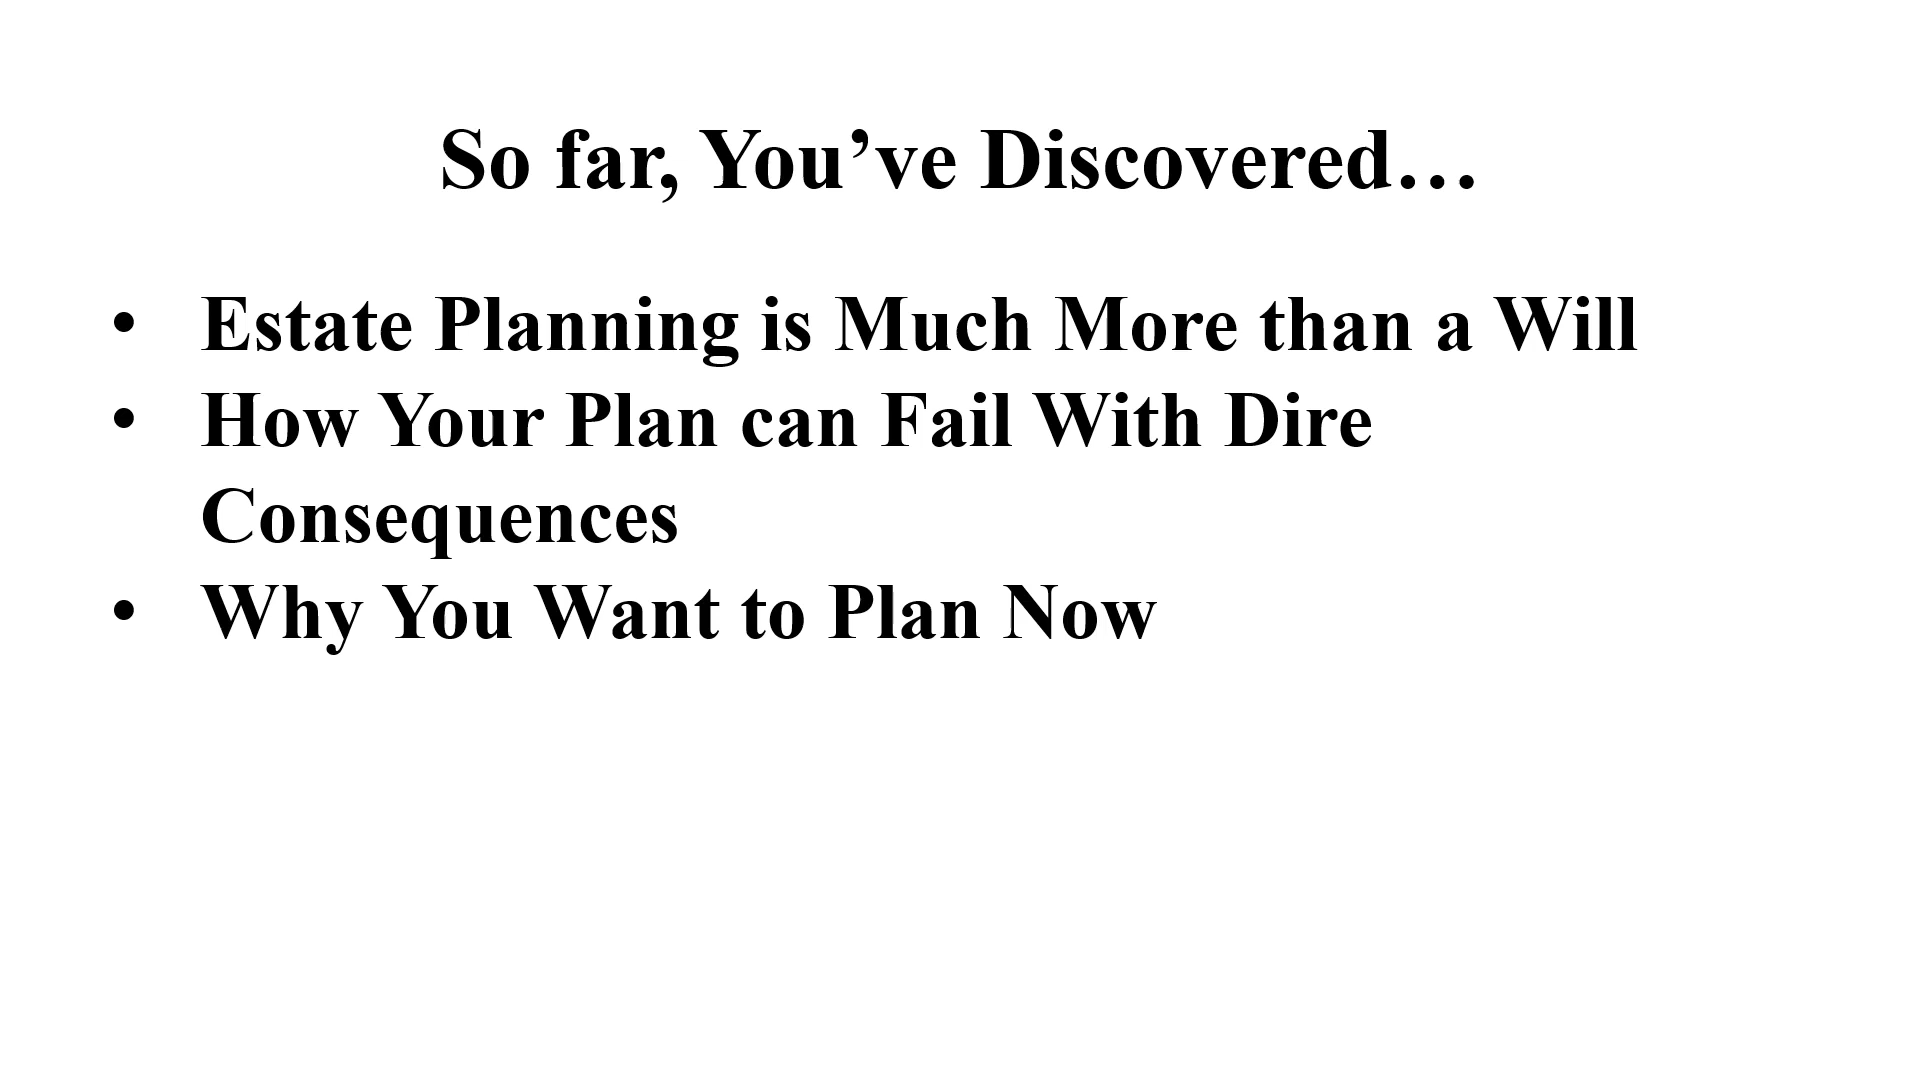 So far, You’ve Discovered…
• Estate Planning is Much More than a Will
• How Your Plan can Fail With Dire
Consequences
• Why You Want to Plan Now